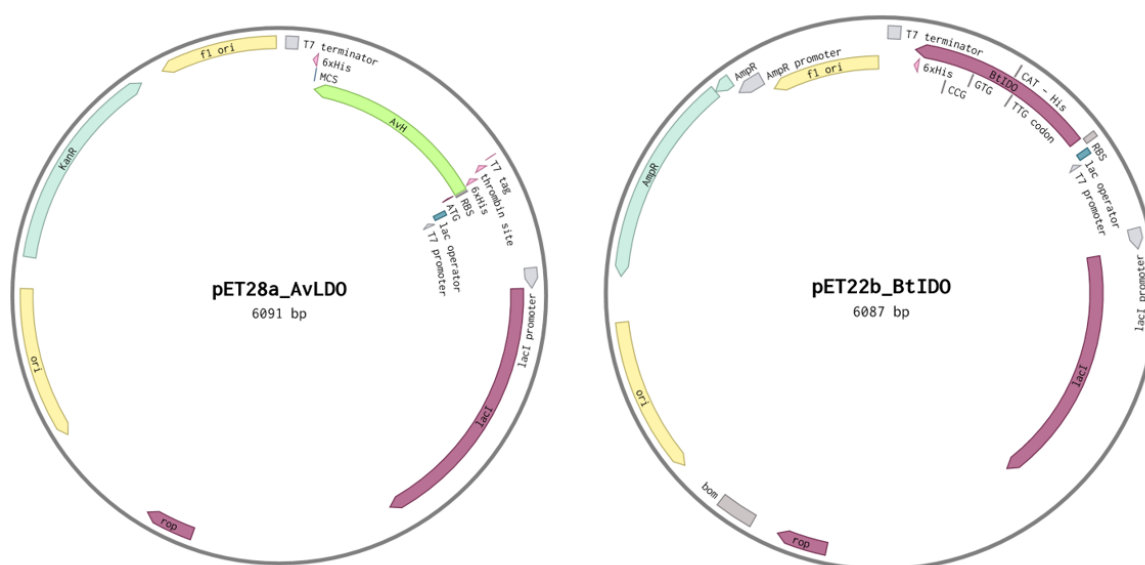 f1 ori
T7 terminator
6xHis
MCS
AvH
KanR
T7 tag
thrombin site
6xHis
RBS
ATG
lac operator
T7 promoter
pET28a_AvLDO
6091 bp
lacI promoter
ori
lacI
rop
T7 terminator
BtIDO
CAT - His
6xHis
CCG
GTG
TTG codon
AmpR
AmpR promoter
f1 ori
RBS
lac operator
T7 promoter
AmpR
pET22b_BtIDO
6087 bp
lacI promoter
lacI
ori
bom
rop